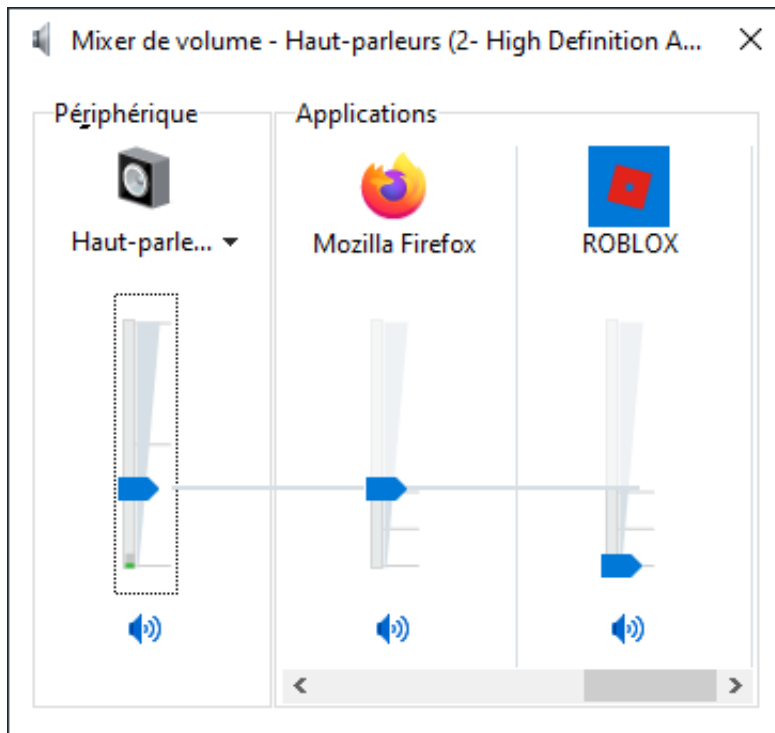 Mixer de volume - Haut-parleurs (2- High Definition A...
Périphérique
Applications
Haut-parle...
Mozilla Firefox
ROBLOX